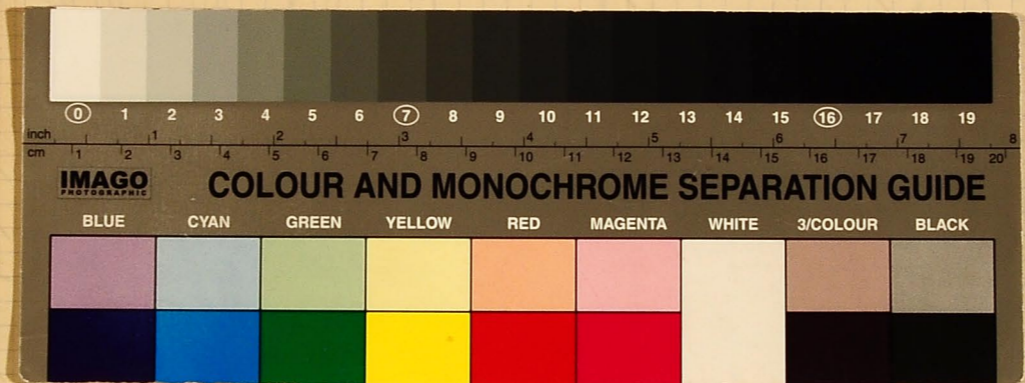 0 1 2 3 4 5 6 7 8 9 10 11 12 13 14 15 16 17 18 19
inch 1 2 3 4 5 6 7 8
cm 1 2 3 4 5 6 7 8 9 10 11 12 13 14 15 16 17 18 19 20
IMAGO
PHOTOGRAPHIC
COLOUR AND MONOCHROME SEPARATION GUIDE
BLUE CYAN GREEN YELLOW RED MAGENTA WHITE 3/COLOUR BLACK